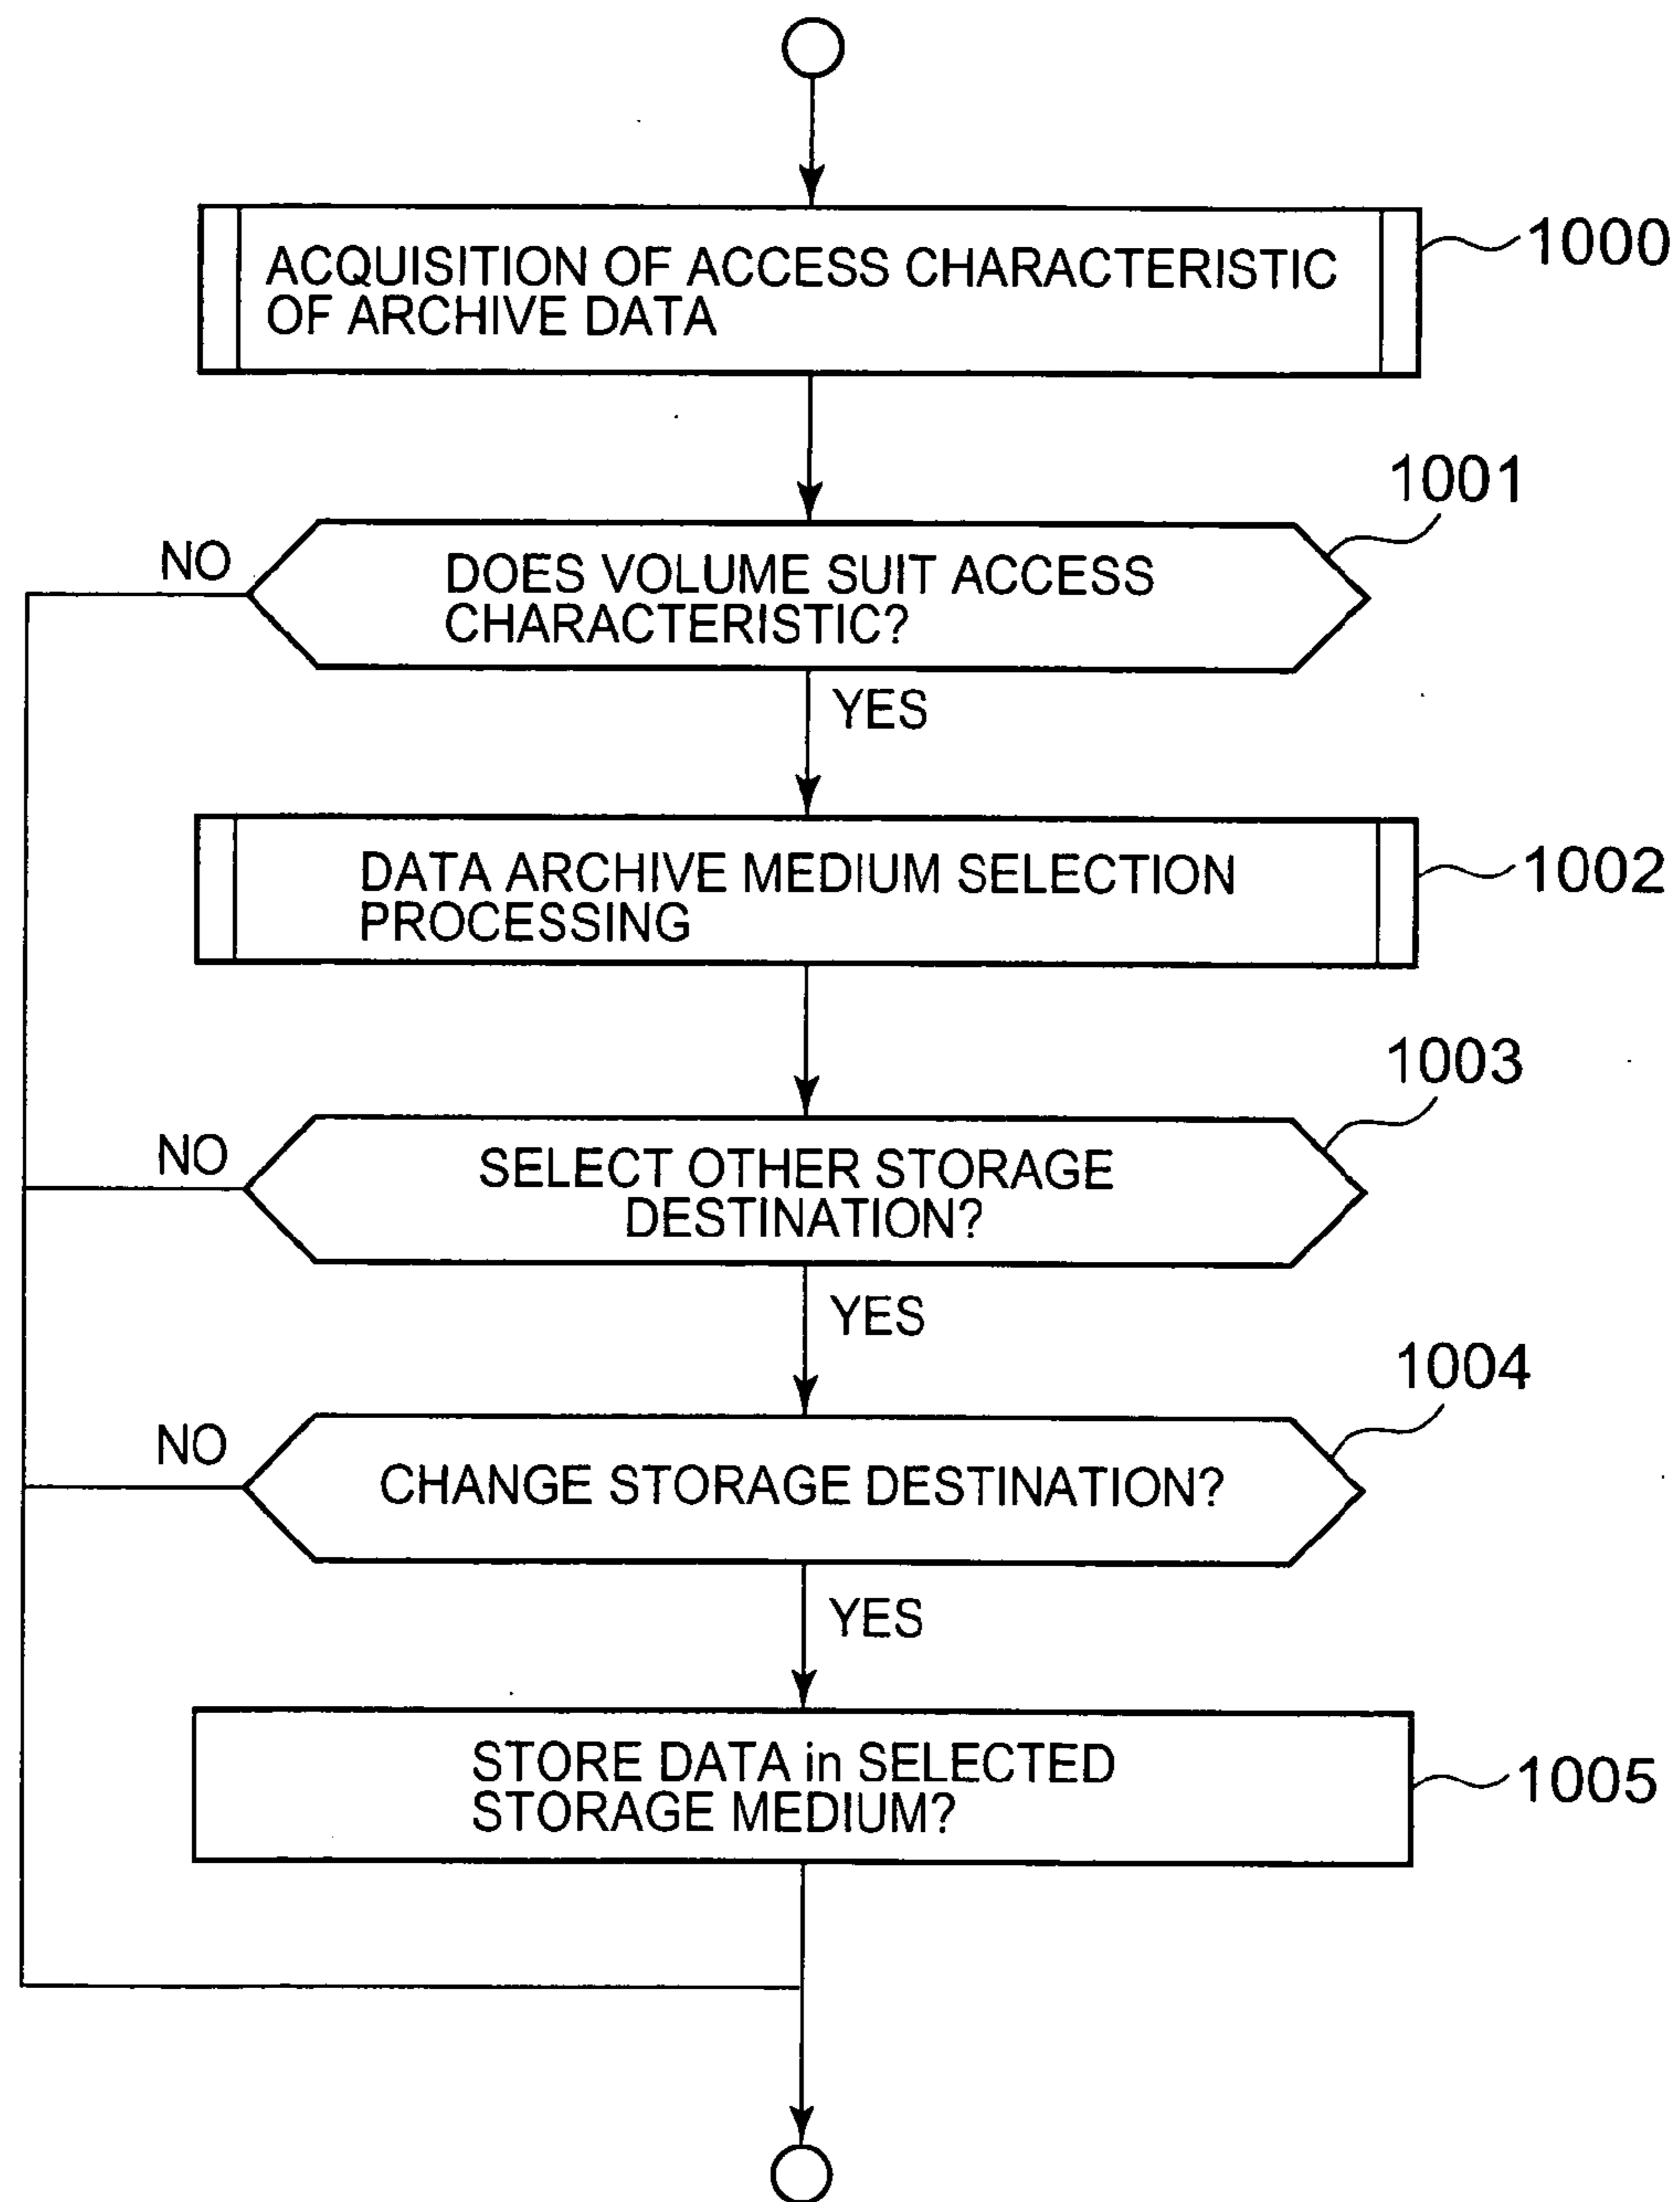 ACQUISITION OF ACCESS CHARACTERISTIC
OF ARCHIVE DATA
1000
1001
NO
DOES VOLUME SUIT ACCESS
CHARACTERISTIC?
YES
DATA ARCHIVE MEDIUM SELECTION
PROCESSING
1002
1003
NO
SELECT OTHER STORAGE
DESTINATION?
YES
1004
NO
CHANGE STORAGE DESTINATION?
YES
STORE DATA in SELECTED
STORAGE MEDIUM?
1005